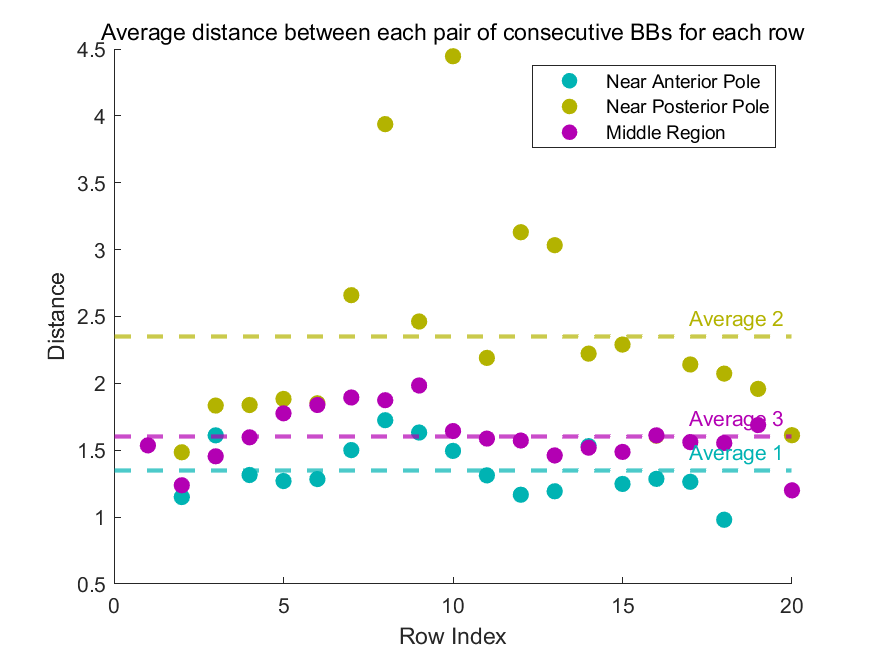 Average distance between each pair of consecutive BBs for each row
4.5
4
3.5
3
2.5
2
1.5
1
0.5
Distance
Near Anterior Pole
Near Posterior Pole
Middle Region
Average 2
Average 3
Average 1
0
5
10
15
20
Row Index